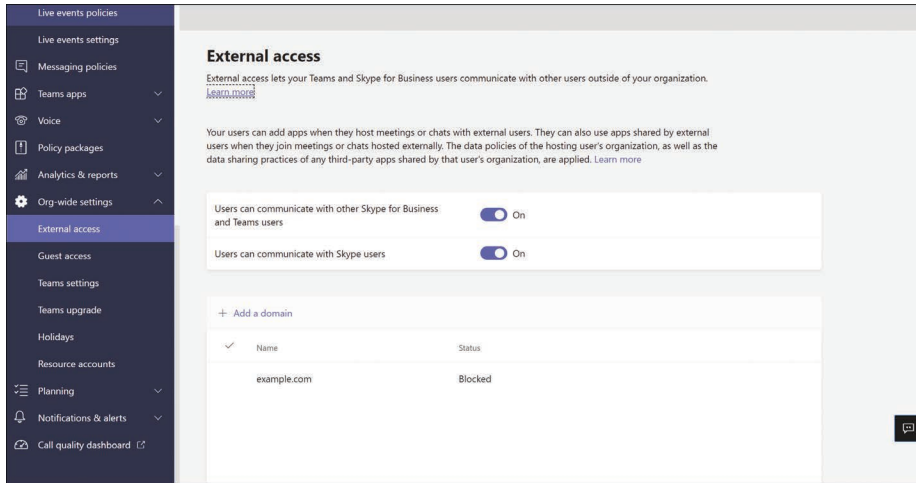 Live events policies
Live events settings
Messaging policies
Teams apps
Voice
Policy packages
Analytics & reports
Org-wide settings
External access
Guest access
Teams settings
Teams upgrade
Holidays
Resource accounts
Planning
Notifications & alerts
Call quality dashboard
External access
External access lets your Teams and Skype for Business users communicate with other users outside of your organization.
Learn more
Your users can add apps when they host meetings or chats with external users. They can also use apps shared by external
users when they join meetings or chats hosted externally. The data policies of the hosting user's organization, as well as the
data sharing practices of any third-party apps shared by that user's organization, are applied. Learn more
Users can communicate with other Skype for Business
and Teams users
On
Users can communicate with Skype users
On
+ Add a domain
Name Status
example.com Blocked